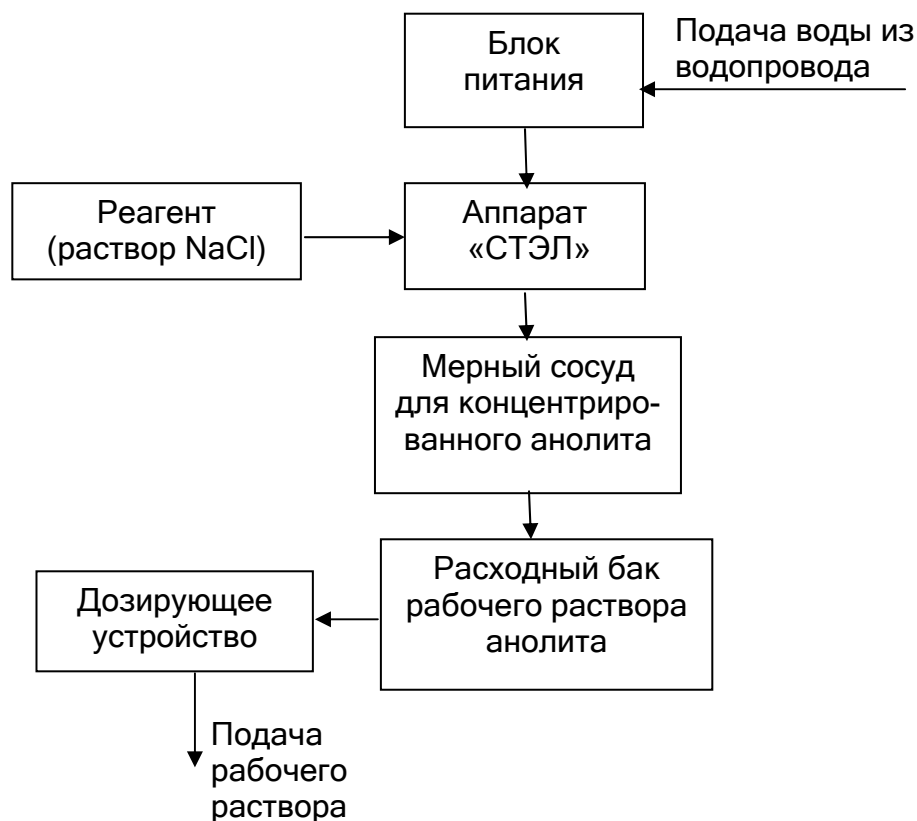 Блок
питания
Подача воды из
водопровода
Реагент
(раствор NaCl)
Аппарат
«СТЭЛ»
Мерный сосуд
для концентриро-
ванного анолита
Расходный бак
рабочего раствора
анолита
Дозирующее
устройство
Подача
рабочего
раствора